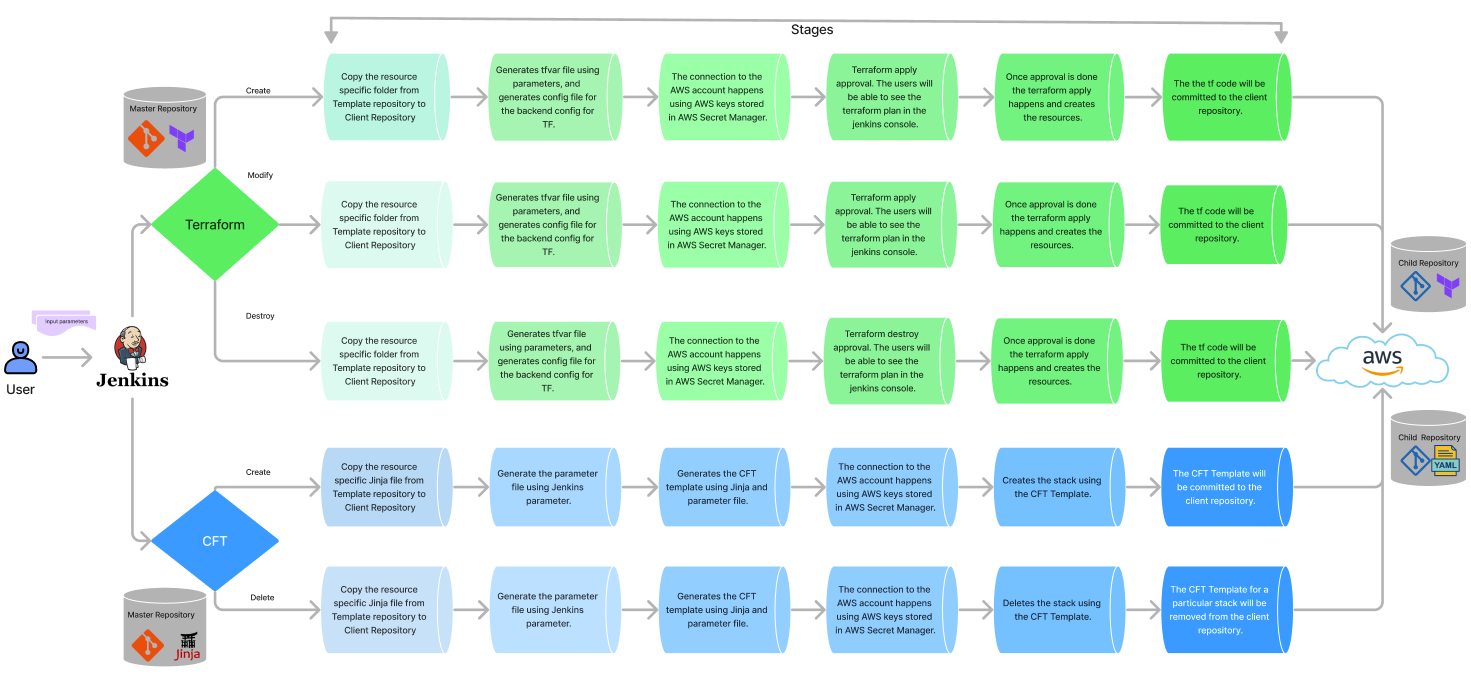 Stages
Master Repository
Create
Copy the resource
specific folder from
Template repository to
Client Repository
Generates tfvar file using
parameters, and
generates config file for
the backend config for
TF.
The connection to the
AWS account happens
using AWS keys stored
in AWS Secret Manager.
Terraform apply
approval. The users will
be able to see the
terraform plan in the
jenkins console.
Once approval is done
the terraform apply
happens and creates
the resources.
The the tf code will be
committed to the client
repository.
Terraform
Modify
Copy the resource
specific folder from
Template repository to
Client Repository
Generates tfvar file using
parameters, and
generates config file for
the backend config for
TF.
The connection to the
AWS account happens
using AWS keys stored
in AWS Secret Manager.
Terraform apply
approval. The users will
be able to see the
terraform plan in the
jenkins console.
Once approval is done
the terraform apply
happens and creates the
resources.
The tf code will be
committed to the client
repository.
Child Repository
Destroy
Copy the resource
specific folder from
Template repository to
Client Repository
Generates tfvar file
using parameters, and
generates config file for
the backend config for
TF.
The connection to the
AWS account happens
using AWS keys stored
in AWS Secret Manager.
Terraform destroy
approval. The users will
be able to see the
terraform plan in the
jenkins console.
Once approval is done
the terraform apply
happens and creates the
resources.
The tf code will be
committed to the client
repository.
aws
Input parameters
User
Jenkins
Child Repository
YAML
CFT
Create
Copy the resource
specific Jinja file from
Template repository to
Client Repository
Generate the parameter
file using Jenkins
parameter.
Generates the CFT
template using Jinja and
parameter file.
The connection to the
AWS account happens
using AWS keys stored
in AWS Secret Manager.
Creates the stack using
the CFT Template.
The CFT Template will
be committed to the
client repository.
Delete
Copy the resource
specific Jinja file from
Template repository to
Client Repository
Generate the parameter
file using Jenkins
parameter.
Generates the CFT
template using Jinja and
parameter file.
The connection to the
AWS account happens
using AWS keys stored
in AWS Secret Manager.
Deletes the stack using
the CFT Template.
The CFT Template for a
particular stack will be
removed from the client
repository.
Master Repository
Jinja